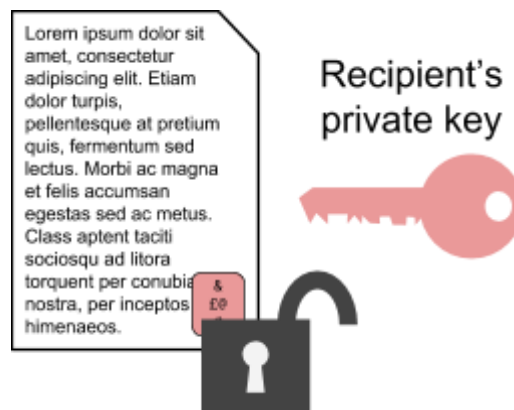 Lorem ipsum dolor sit
amet, consectetur
adipiscing elit. Etiam
dolor turpis,
pellentesque at pretium
quis, fermentum sed
lectus. Morbi ac magna
et felis accumsan
egestas sed ac metus.
Class aptent taciti
sociosqu ad litora
torquent per conubia
nostra, per inceptos
himenaeos.
&
£@
Recipient's
private key